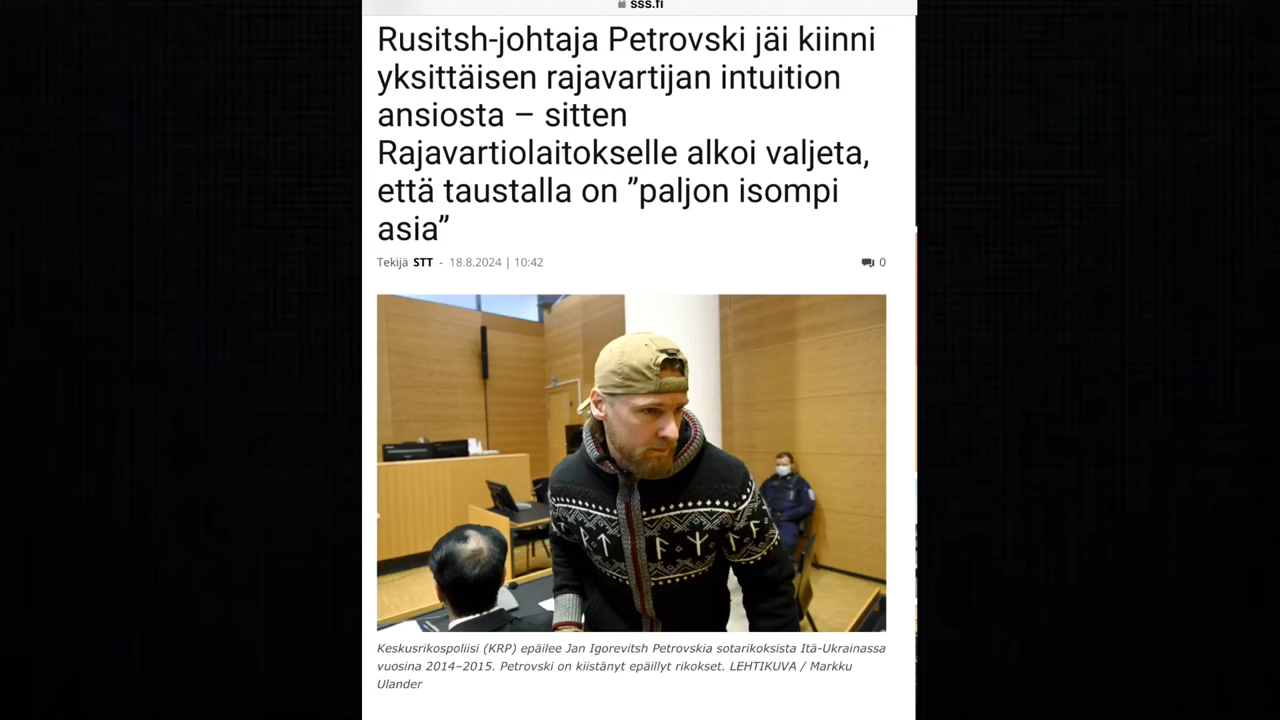 sss.fi
Rusitsh-johtaja Petrovski jäi kiinni
yksittäisen rajavartijan intuition
ansiosta – sitten
Rajavartiolaitokselle alkoi valjeta,
että taustalla on ”paljon isompi
asia”
Tekijä STT - 18.8.2024 | 10:42 0
Keskusrikospoliisi (KRP) epäilee Jan Igorevitsh Petrovskia sotarikoksista Itä-Ukrainassa
vuosina 2014–2015. Petrovski on kiistänyt epäillyt rikokset. LEHTIKUVA / Markku
Ulander